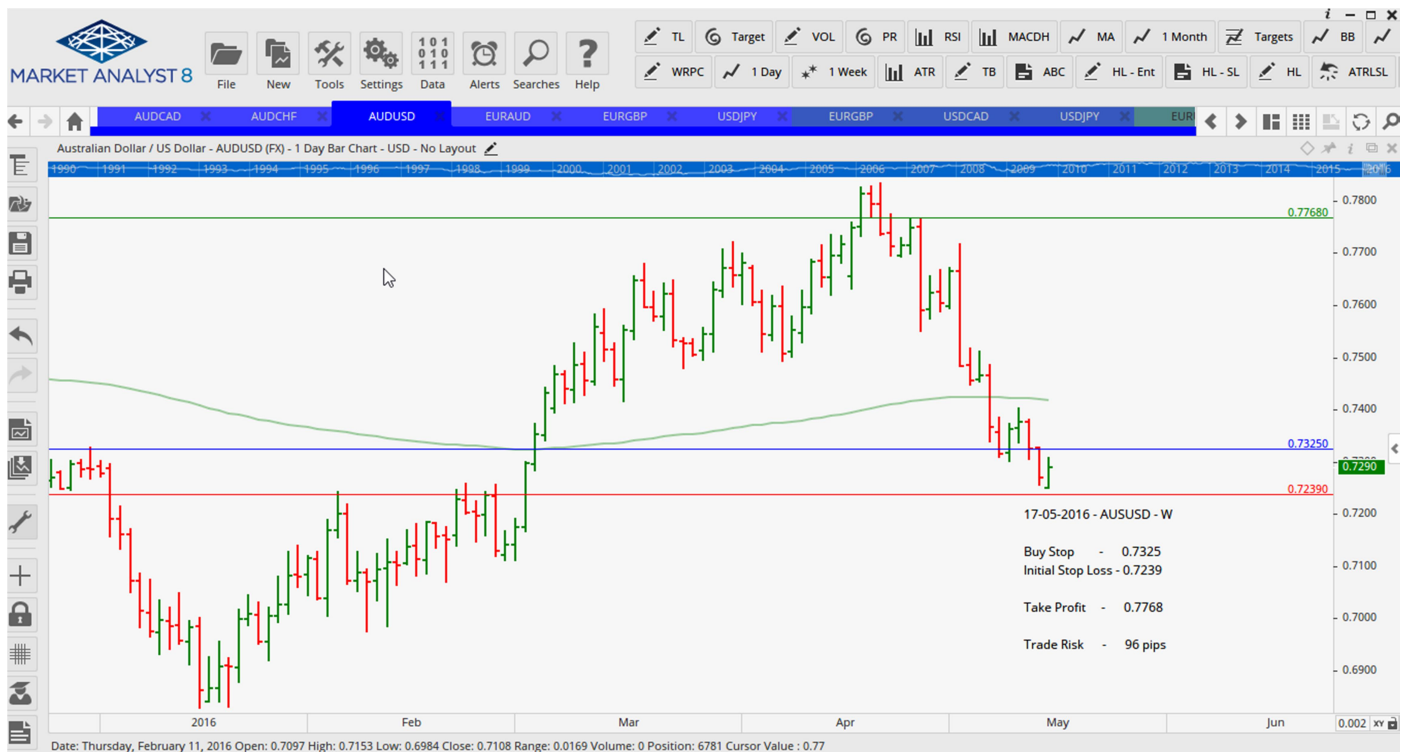 MARKET ANALYST 8
File New Tools Settings Data Alerts Searches Help
101
010
111
TL Target VOL PR RSI MACDH MA 1 Month Targets BB
WRPC 1 Day 1 Week ATR TB ABC HL - Ent HL - SL HL ATRLSL
AUDCAD AUDCHF AUDUSD EURAUD EURGBP USDJPY EURGBP USDCAD USDJPY EUR
Australian Dollar / US Dollar - AUDUSD (FX) - 1 Day Bar Chart - USD - No Layout
1990 1991 1992 1993 1994 1995 1996 1997 1998 1999 2000 2001 2002 2003 2004 2005 2006 2007 2008 2009 2010 2011 2012 2013 2014 2015 2016
0.7800
0.77680
0.7700
0.7600
0.7500
0.7400
0.73250
0.7290
0.72390
0.7200
17-05-2016 - AUSUSD - W
Buy Stop - 0.7325
0.7100
Initial Stop Loss - 0.7239
Take Profit - 0.7768
0.7000
Trade Risk - 96 pips
0.6900
2016 Feb Mar Apr May Jun
0.002 XY
Date: Thursday, February 11, 2016 Open: 0.7097 High: 0.7153 Low: 0.6984 Close: 0.7108 Range: 0.0169 Volume: 0 Position: 6781 Cursor Value : 0.77